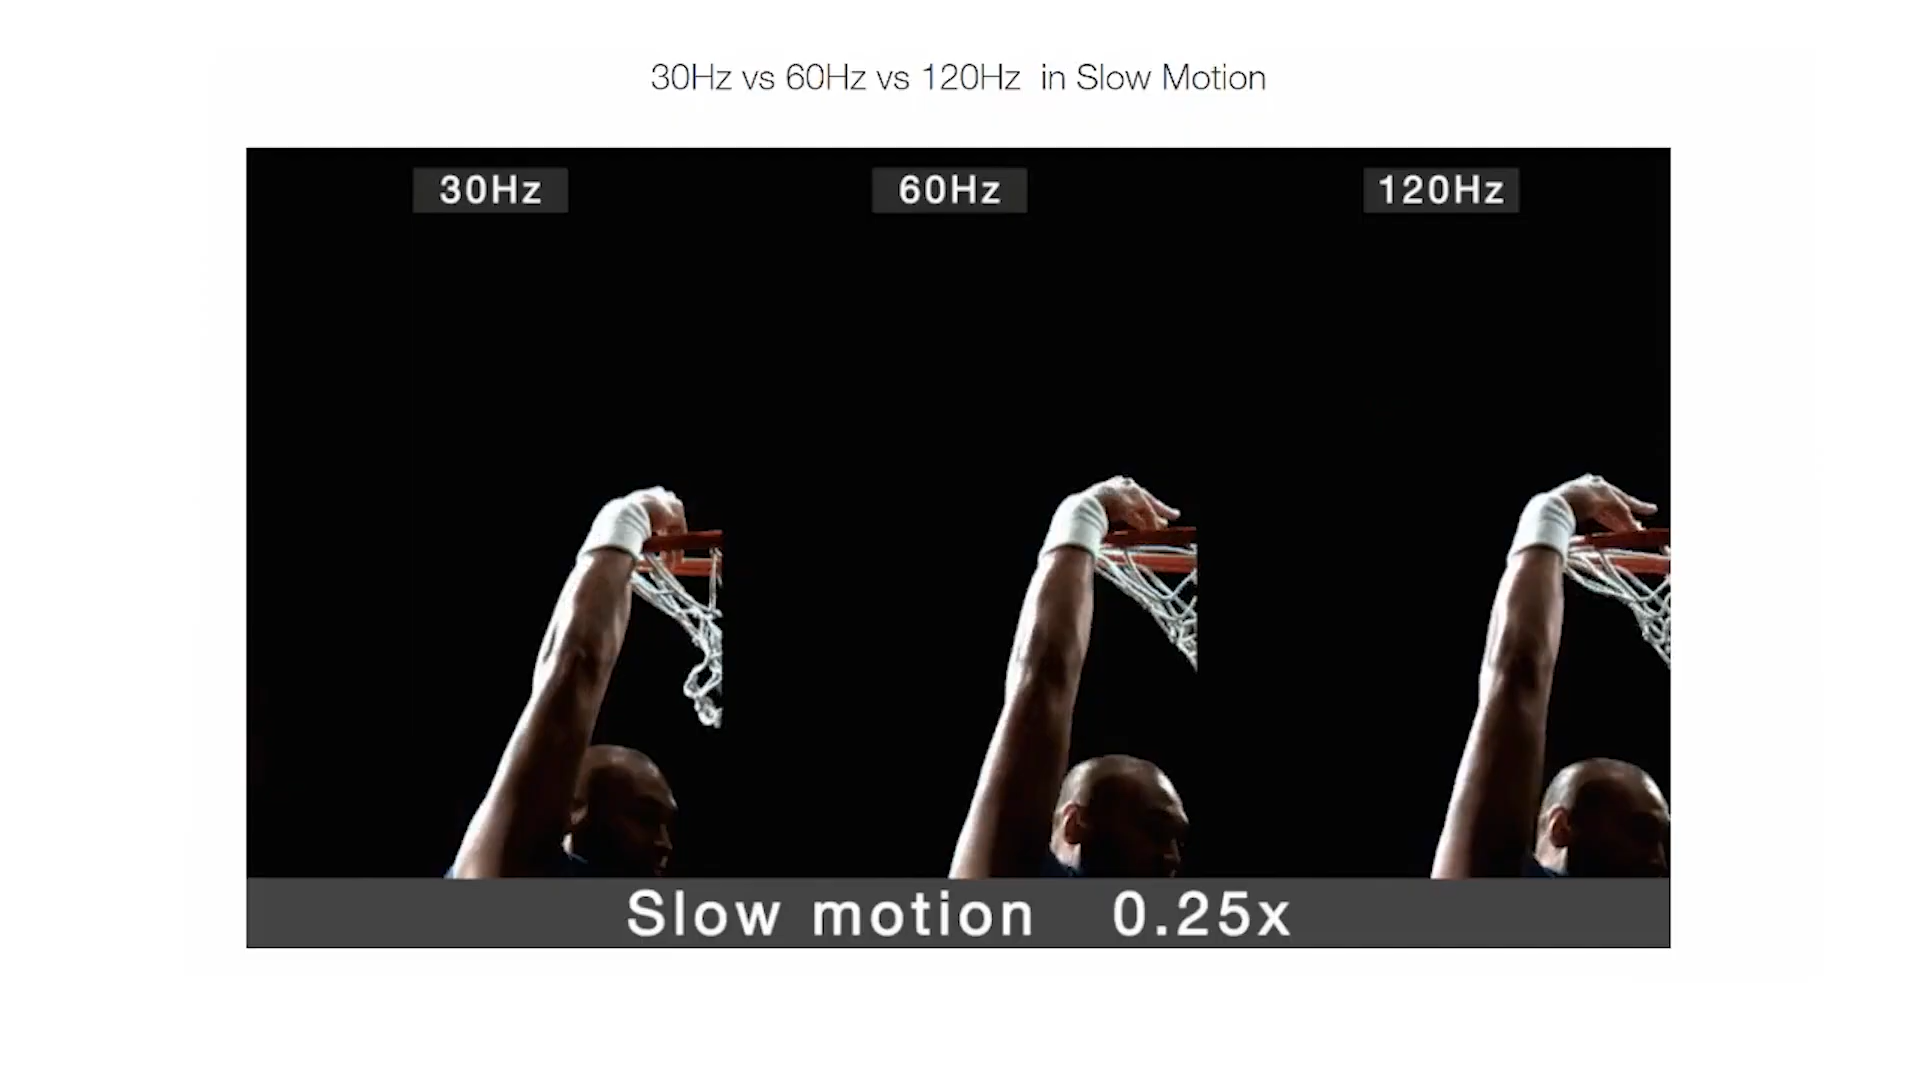 30Hz vs 60Hz vs 120Hz in Slow Motion
30Hz
60Hz
120Hz
Slow motion 0.25x